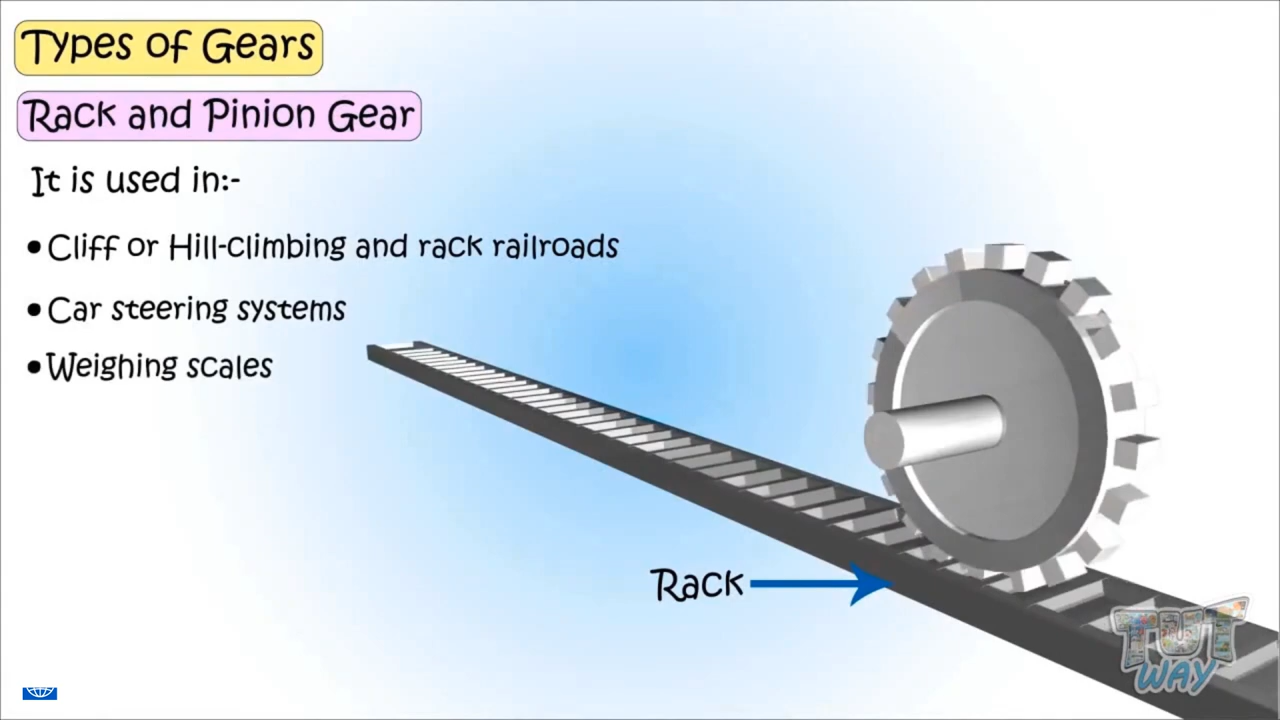 Types of Gears
Rack and Pinion Gear
It is used in:-
• Cliff or Hill-climbing and rack railroads
• Car steering systems
• Weighing scales
Rack
TUT
WAY